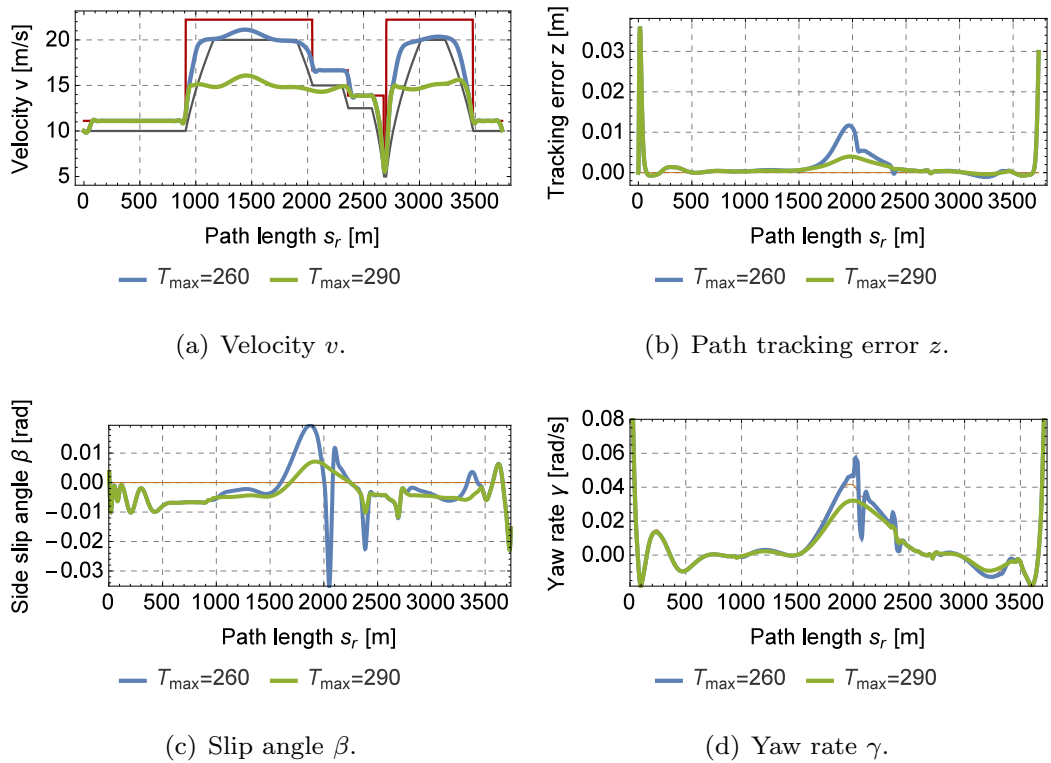 Velocity v [m/s]
20
15
10
5
0 500 1000 1500 2000 2500 3000 3500
Path length s_r [m]
T_max=260 T_max=290
(a) Velocity v.
Tracking error z [m]
0.03
0.02
0.01
0.00
0 500 1000 1500 2000 2500 3000 3500
Path length s_r [m]
T_max=260 T_max=290
(b) Path tracking error z.
Side slip angle β [rad]
0.01
0.00
−0.01
−0.02
−0.03
0 500 1000 1500 2000 2500 3000 3500
Path length s_r [m]
T_max=260 T_max=290
(c) Slip angle β.
Yaw rate γ [rad/s]
0.08
0.06
0.04
0.02
0.00
0 500 1000 1500 2000 2500 3000 3500
Path length s_r [m]
T_max=260 T_max=290
(d) Yaw rate γ.